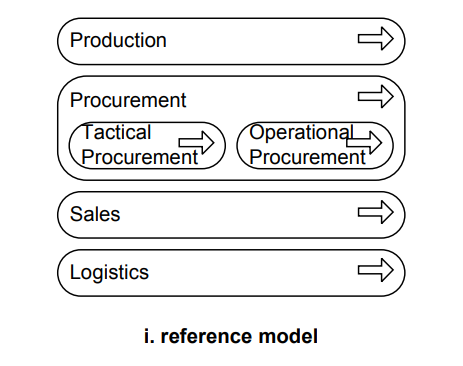 Production
Procurement
Tactical
Procurement
Operational
Procurement
Sales
Logistics
i. reference model